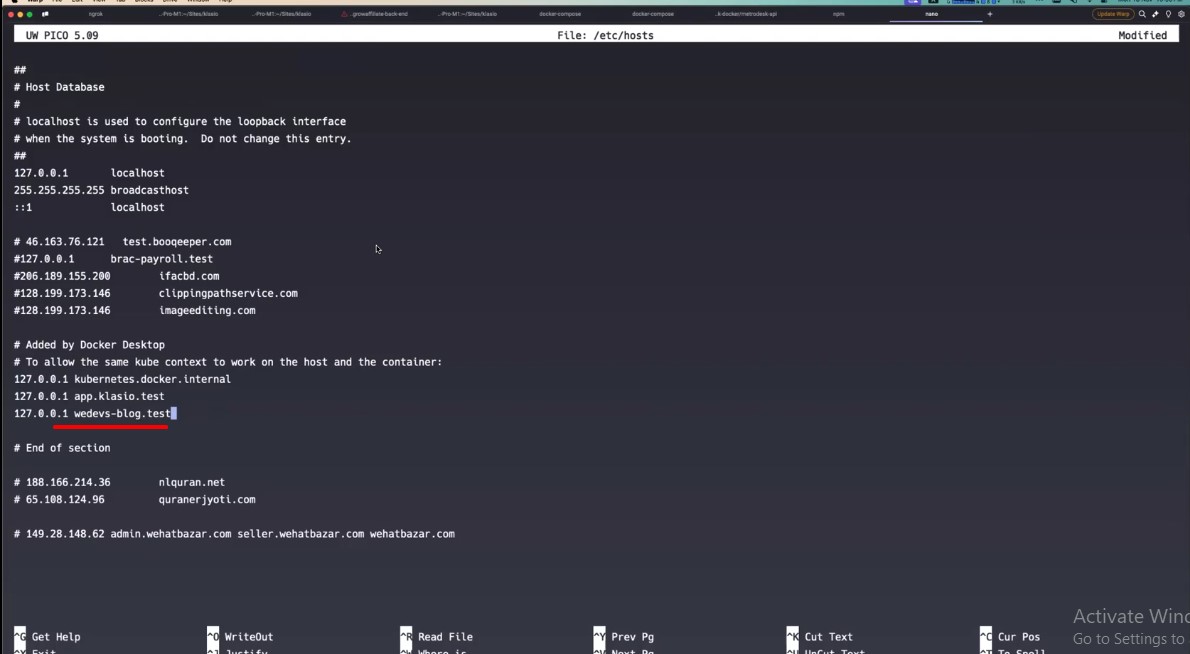 ngrok
..-Pro-M1:~/Sites/klasio
..-Pro-M1:~/Sites/klasio
..growaffiliate-back-end
..-Pro-M1:~/Sites/klasio
docker-compose
docker-compose
..k-docker/metrodesk-api
npm
nano
+
Update Warp
UW PICO 5.09 File: /etc/hosts Modified
##
# Host Database
#
# localhost is used to configure the loopback interface
# when the system is booting. Do not change this entry.
##
127.0.0.1 localhost
255.255.255.255 broadcasthost
::1 localhost
# 46.163.76.121 test.booqeeper.com
#127.0.0.1 brac-payroll.test
#206.189.155.200 ifacbd.com
#128.199.173.146 clippingpathservice.com
#128.199.173.146 imageediting.com
# Added by Docker Desktop
# To allow the same kube context to work on the host and the container:
127.0.0.1 kubernetes.docker.internal
127.0.0.1 app.klasio.test
127.0.0.1 wedevs-blog.test
# End of section
# 188.166.214.36 nlquran.net
# 65.108.124.96 quranerjyoti.com
# 149.28.148.62 admin.wehatbazar.com seller.wehatbazar.com wehatbazar.com
Activate Wind
Go to Settings to
^G Get Help ^O WriteOut ^R Read File ^Y Prev Pg ^K Cut Text ^C Cur Pos
^X Exit ^J Justify ^W Where is ^V Next Pg ^U UnCut Text ^T To Spell